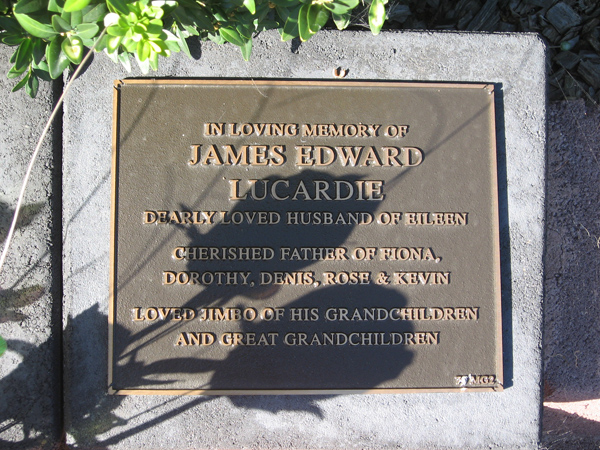 IN LOVING MEMORY OF
JAMES EDWARD
LUCARDIE
DEARLY LOVED HUSBAND OF EILEEN
CHERISHED FATHER OF FIONA,
DOROTHY, DENIS, ROSE & KEVIN
LOVED JIMBO OF HIS GRANDCHILDREN
AND GREAT GRANDCHILDREN